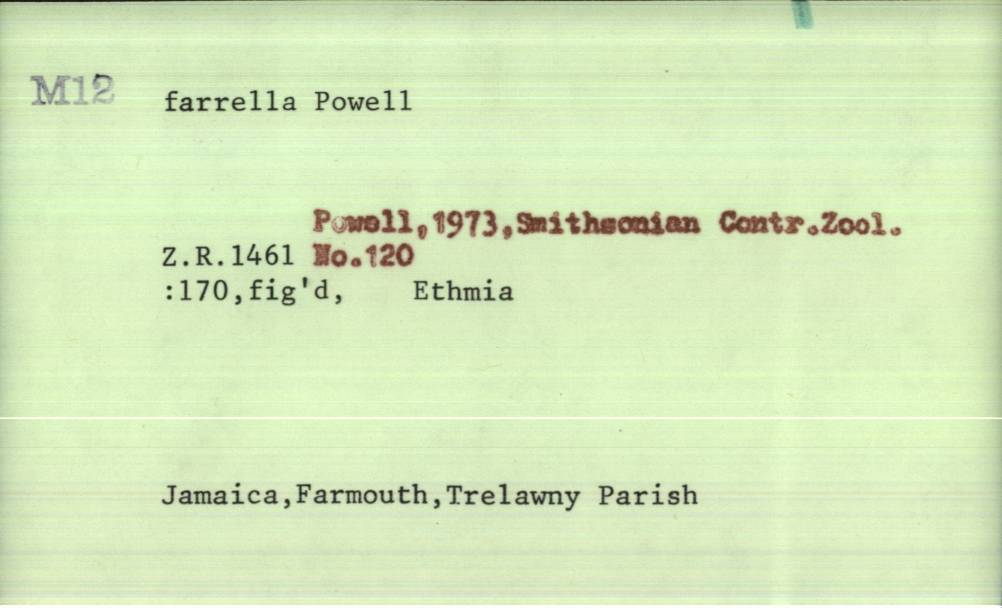 M12
farrella Powell
Powell,1973,Smithsonian Contr.Zool.
Z.R.1461 No.120
:170,fig'd, Ethmia
Jamaica,Farmouth,Trelawny Parish